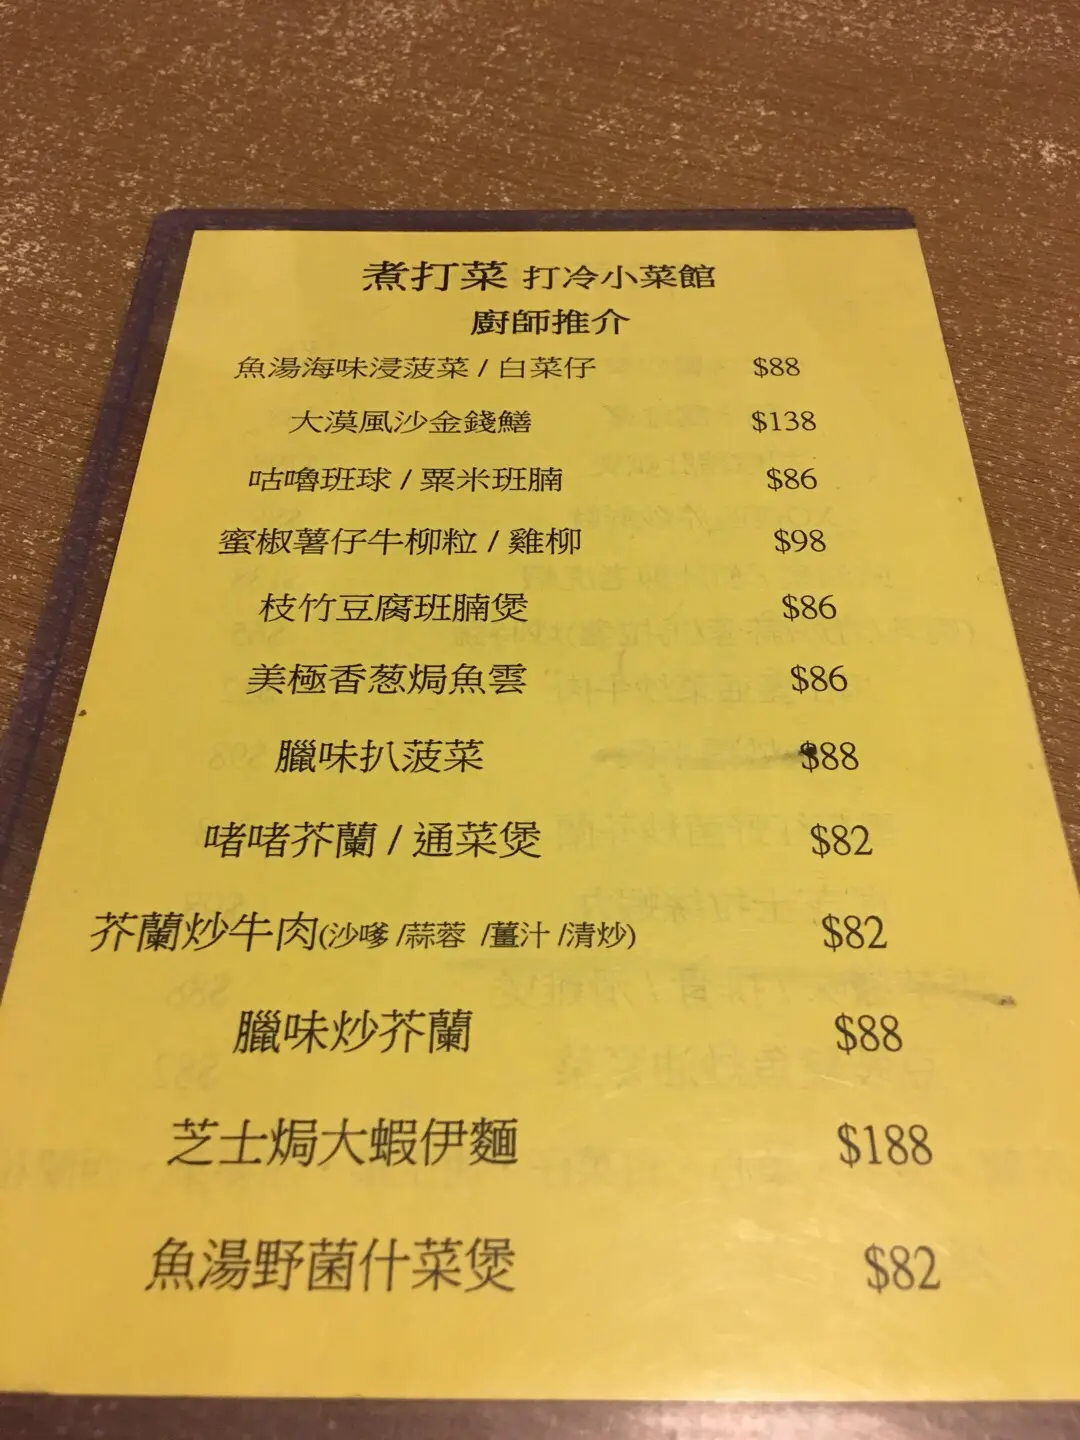 煮打菜 打冷小菜館
廚師推介
魚湯海味浸菠菜 / 白菜仔 $88
大漠風沙金錢鱔 $138
咕嚕班球 / 粟米班腩 $86
蜜椒薯仔牛柳粒 / 雞柳 $98
枝竹豆腐班腩煲 $86
美極香葱焗魚雲 $86
臘味扒菠菜 $88
啫啫芥蘭 / 通菜煲 $82
芥蘭炒牛肉(沙嗲 /蒜蓉 /薑汁 /清炒) $82
臘味炒芥蘭 $88
芝士焗大蝦伊麵 $188
魚湯野菌什菜煲 $82